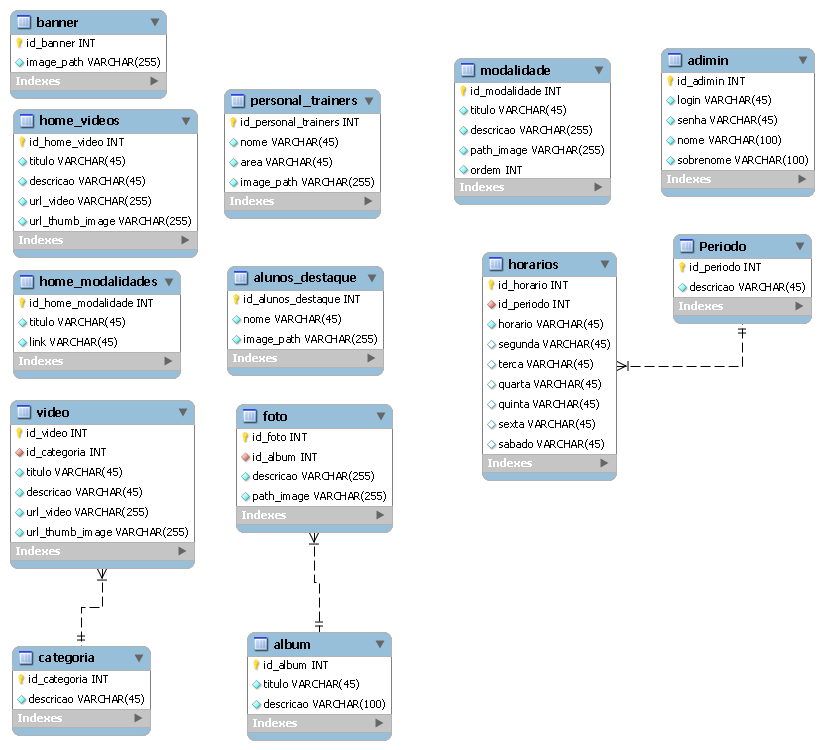 banner
id_banner INT
image_path VARCHAR(255)
Indexes
home_videos
id_home_video INT
titulo VARCHAR(45)
descricao VARCHAR(45)
url_video VARCHAR(255)
url_thumb_image VARCHAR(255)
Indexes
home_modalidades
id_home_modalidade INT
titulo VARCHAR(45)
link VARCHAR(45)
Indexes
video
id_video INT
id_categoria INT
titulo VARCHAR(45)
descricao VARCHAR(45)
url_video VARCHAR(255)
url_thumb_image VARCHAR(255)
Indexes
categoria
id_categoria INT
descricao VARCHAR(45)
Indexes
personal_trainers
id_personal_trainers INT
nome VARCHAR(45)
area VARCHAR(45)
image_path VARCHAR(255)
Indexes
alunos_destaque
id_alunos_destaque INT
nome VARCHAR(45)
image_path VARCHAR(255)
Indexes
foto
id_foto INT
id_album INT
descricao VARCHAR(255)
path_image VARCHAR(255)
Indexes
album
id_album INT
titulo VARCHAR(45)
descricao VARCHAR(100)
Indexes
modalidade
id_modalidade INT
titulo VARCHAR(45)
descricao VARCHAR(255)
path_image VARCHAR(255)
ordem INT
Indexes
horarios
id_horario INT
id_periodo INT
horario VARCHAR(45)
segunda VARCHAR(45)
terca VARCHAR(45)
quarta VARCHAR(45)
quinta VARCHAR(45)
sexta VARCHAR(45)
sabado VARCHAR(45)
Indexes
adimin
id_adimin INT
login VARCHAR(45)
senha VARCHAR(45)
nome VARCHAR(100)
sobrenome VARCHAR(100)
Indexes
Periodo
id_periodo INT
descricao VARCHAR(45)
Indexes